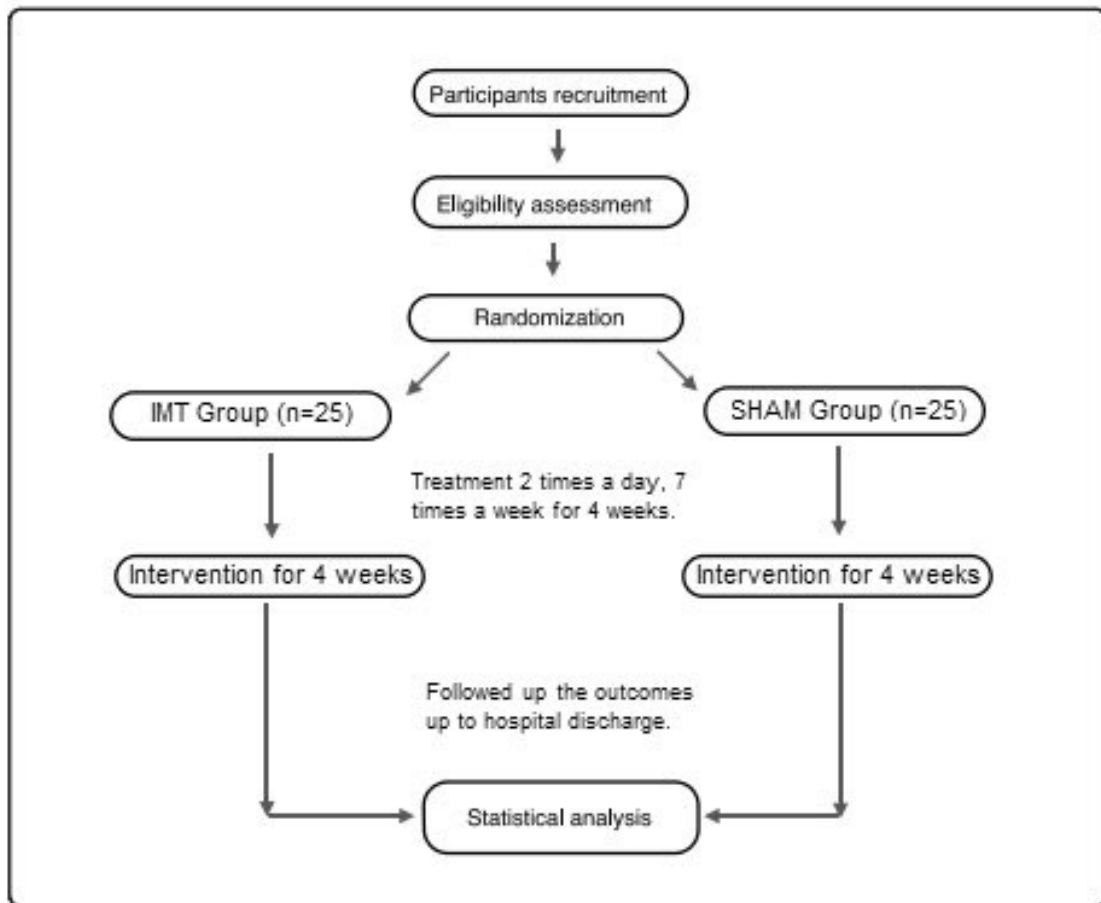 Participants recruitment
Eligibility assessment
Randomization
IMT Group (n=25)
SHAM Group (n=25)
Treatment 2 times a day, 7
times a week for 4 weeks.
Intervention for 4 weeks
Intervention for 4 weeks
Followed up the outcomes
up to hospital discharge.
Statistical analysis